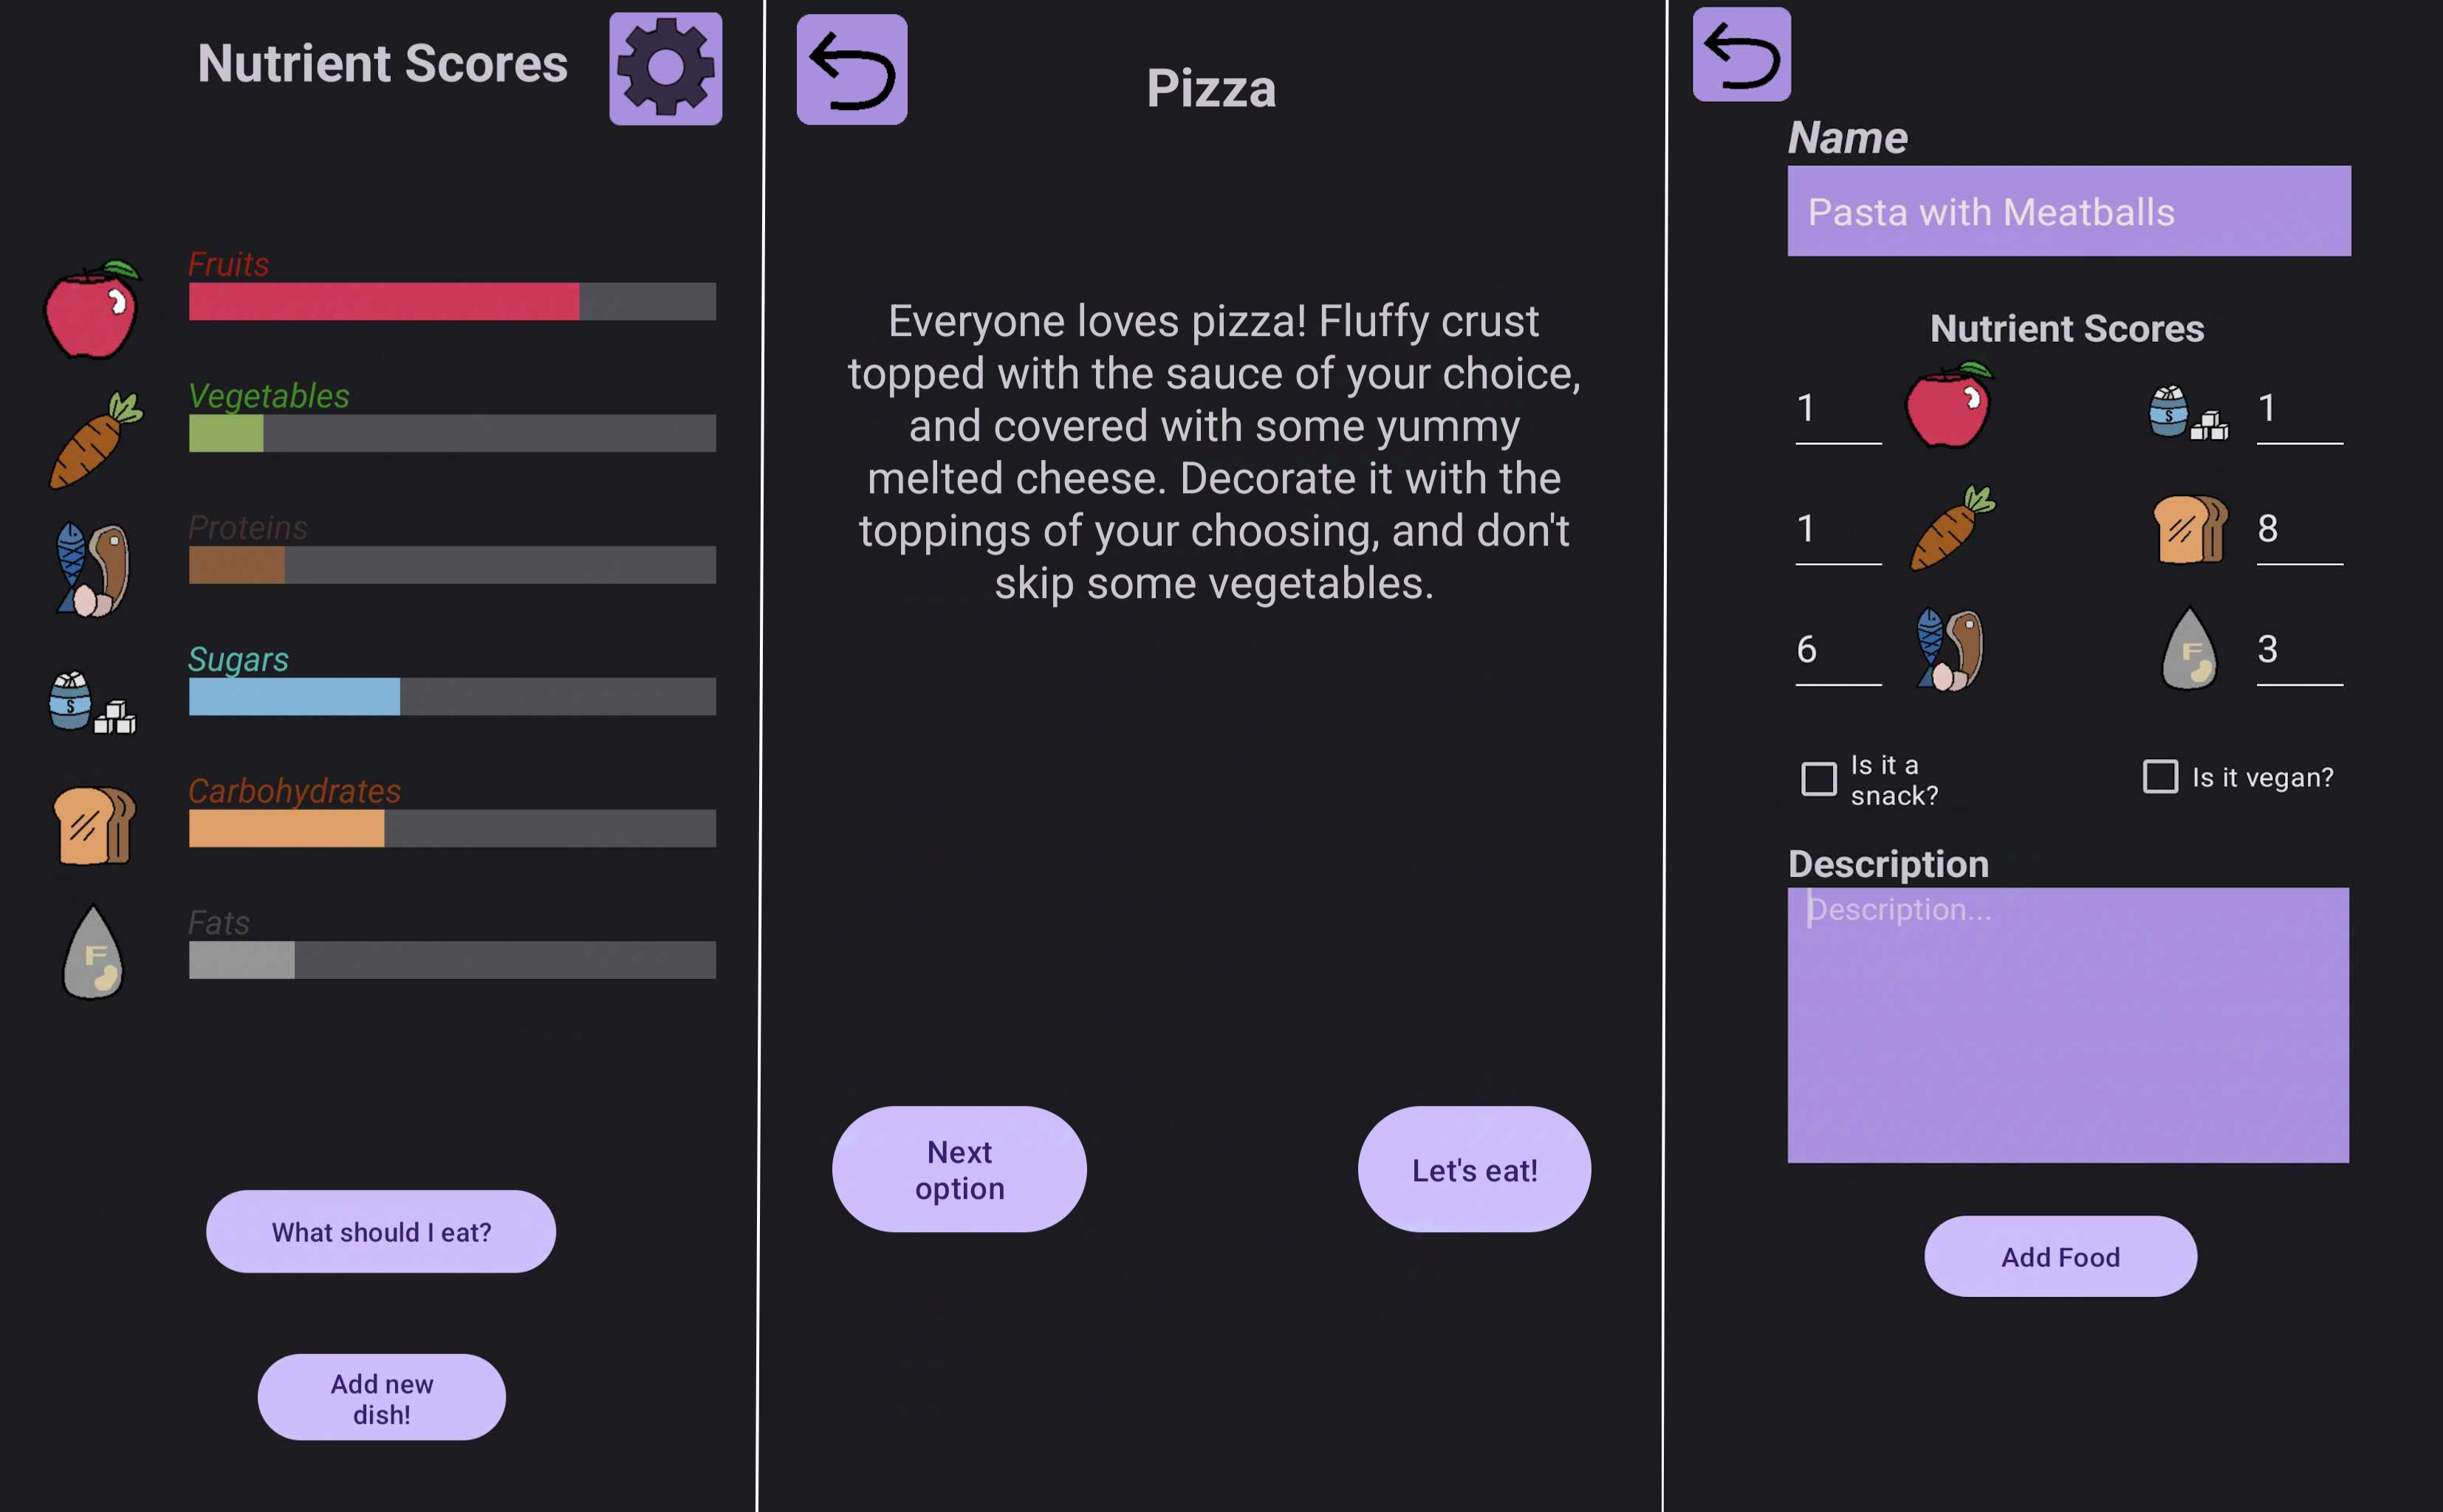 Nutrient Scores
Fruits
Vegetables
Proteins
Sugars
S
Carbohydrates
Fats
F
What should I eat?
Add new
dish!
Pizza
Everyone loves pizza! Fluffy crust
topped with the sauce of your choice,
and covered with some yummy
melted cheese. Decorate it with the
toppings of your choosing, and don't
skip some vegetables.
Next
option
Let's eat!
Name
Pasta with Meatballs
Nutrient Scores
1
S
1
1
8
6
F
3
Is it a
snack?
Is it vegan?
Description
Description...
Add Food